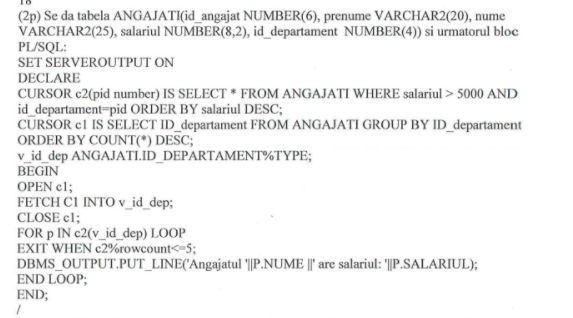 18
(2p) Se da tabela ANGAJATI(id_angajat NUMBER(6), prenume VARCHAR2(20), nume
VARCHAR2(25), salariul NUMBER(8,2), id_departament NUMBER(4)) si urmatorul bloc
PL/SQL:
SET SERVEROUTPUT ON
DECLARE
CURSOR c2(pid number) IS SELECT * FROM ANGAJATI WHERE salariul > 5000 AND
id_departament=pid ORDER BY salariul DESC;
CURSOR c1 IS SELECT ID_departament FROM ANGAJATI GROUP BY ID_departament
ORDER BY COUNT(*) DESC;
v_id_dep ANGAJATI.ID_DEPARTAMENT%TYPE;
BEGIN
OPEN c1;
FETCH C1 INTO v_id_dep;
CLOSE c1;
FOR p IN c2(v_id_dep) LOOP
EXIT WHEN c2%rowcount<=5;
DBMS_OUTPUT.PUT_LINE('Angajatul '||P.NUME ||' are salariul: '||P.SALARIUL);
END LOOP;
END;
/